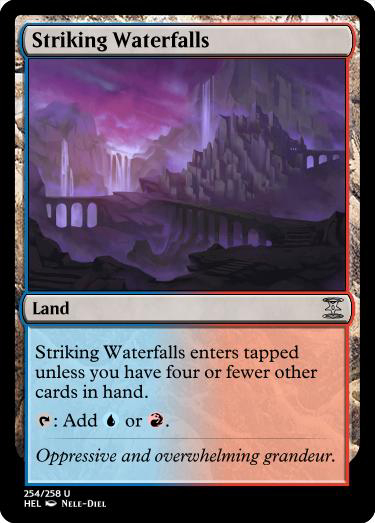 Striking Waterfalls
Land
Striking Waterfalls enters tapped
unless you have four or fewer other
cards in hand.
: Add or .
Oppressive and overwhelming grandeur.
254/258 U
HEL Nele-Diel